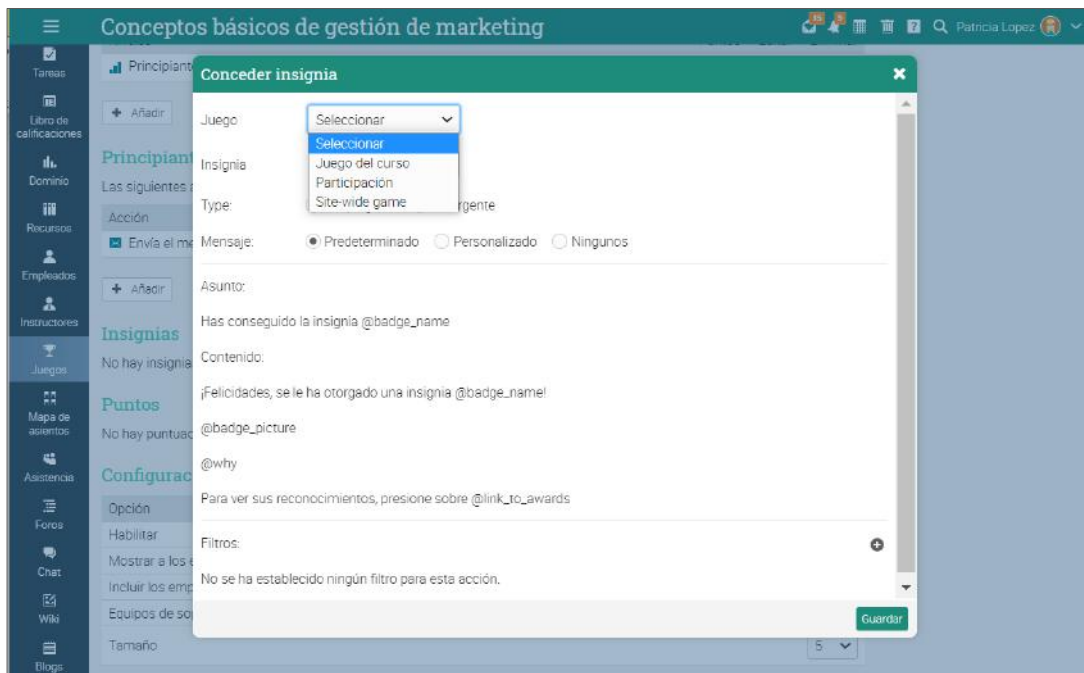 Conceptos básicos de gestión de marketing
15
5
Patricia Lopez
Tareas
Libro de
calificaciones
Dominio
Recursos
Empleados
Instructores
Juegos
Mapa de
asientos
Asistencia
Foros
Chat
Wiki
Blogs
Principiant
+ Añadir
Principiant
Las siguientes a
Acción
Envía el me
+ Añadir
Insignias
No hay insignia
Puntos
No hay puntuac
Configurac
Opción
Habilitar
Mostrar a los e
Incluir los emp
Equipos de so
Tamaño
5
Conceder insignia
Juego
Seleccionar
Seleccionar
Juego del curso
Participación
Site-wide game
Insignia
Type:
rgente
Mensaje:
Predeterminado
Personalizado
Ningunos
Asunto:
Has conseguido la insignia @badge_name
Contenido:
¡Felicidades, se le ha otorgado una insignia @badge_name!
@badge_picture
@why
Para ver sus reconocimientos, presione sobre @link_to_awards
Filtros:
No se ha establecido ningún filtro para esta acción.
Guardar